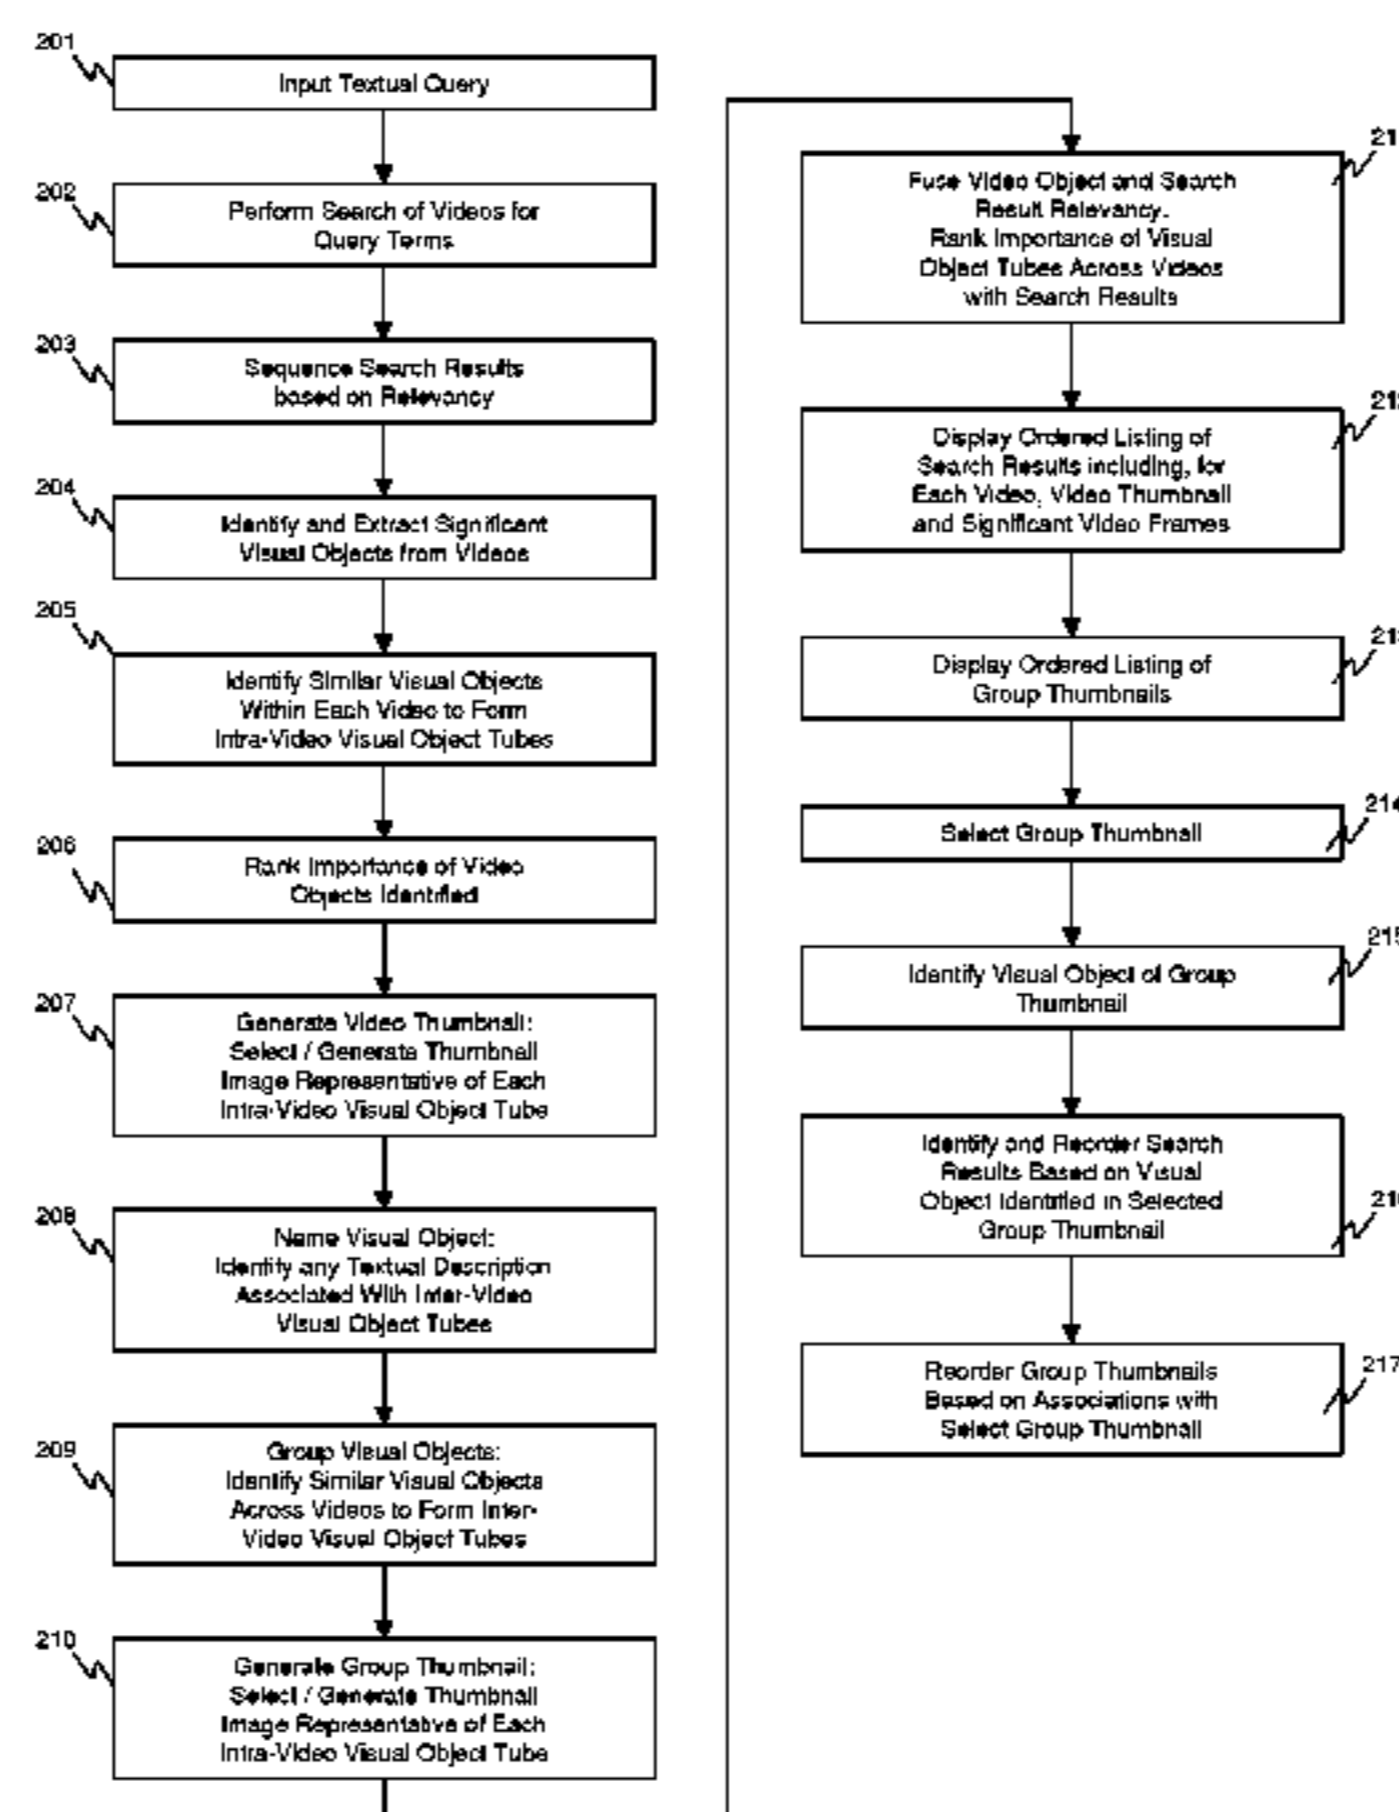 201
Input Textual Query
202
Perform Search of Videos for
Query Terms
203
Sequence Search Results
based on Relevancy
204
Identify and Extract Significant
Visual Objects from Videos
205
Identify Similar Visual Objects
Within Each Video to Form
Intra-Video Visual Object Tubes
206
Rank Importance of Video
Objects Identified
207
Generate Video Thumbnail:
Select / Generate Thumbnail
Image Representative of Each
Intra-Video Visual Object Tube
208
Name Visual Object:
Identify any Textual Description
Associated With Inter-Video
Visual Object Tubes
209
Group Visual Objects:
Identify Similar Visual Objects
Across Videos to Form Inter-
Video Visual Object Tubes
210
Generate Group Thumbnail:
Select / Generate Thumbnail
Image Representative of Each
Intra-Video Visual Object Tube
21
Fuse Video Object and Search
Result Relevancy.
Rank Importance of Visual
Object Tubes Across Videos
with Search Results
212
Display Ordered Listing of
Search Results including, for
Each Video, Video Thumbnail
and Significant Video Frames
213
Display Ordered Listing of
Group Thumbnails
214
Select Group Thumbnail
215
Identify Visual Object of Group
Thumbnail
Identify and Reorder Search
Results Based on Visual
Object Identified in Selected
Group Thumbnail
216
217
Reorder Group Thumbnails
Based on Associations with
Select Group Thumbnail